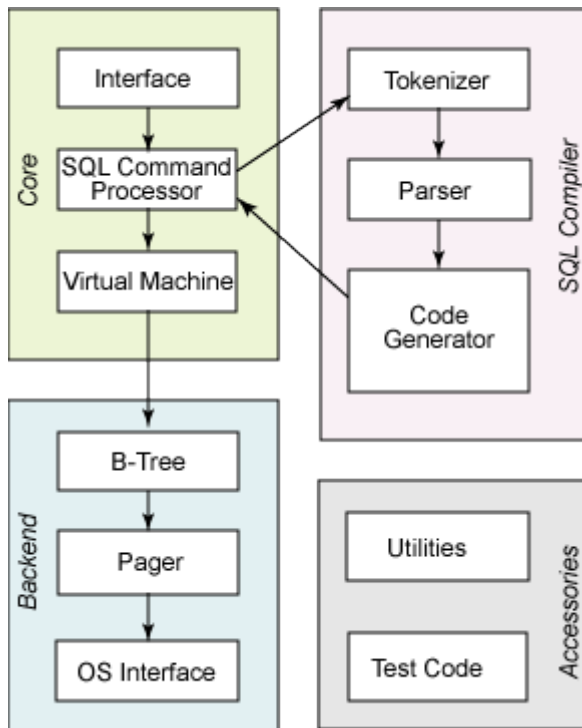 Core
Interface
SQL Command
Processor
Virtual Machine
SQL Compiler
Tokenizer
Parser
Code
Generator
Backend
B-Tree
Pager
OS Interface
Accessories
Utilities
Test Code